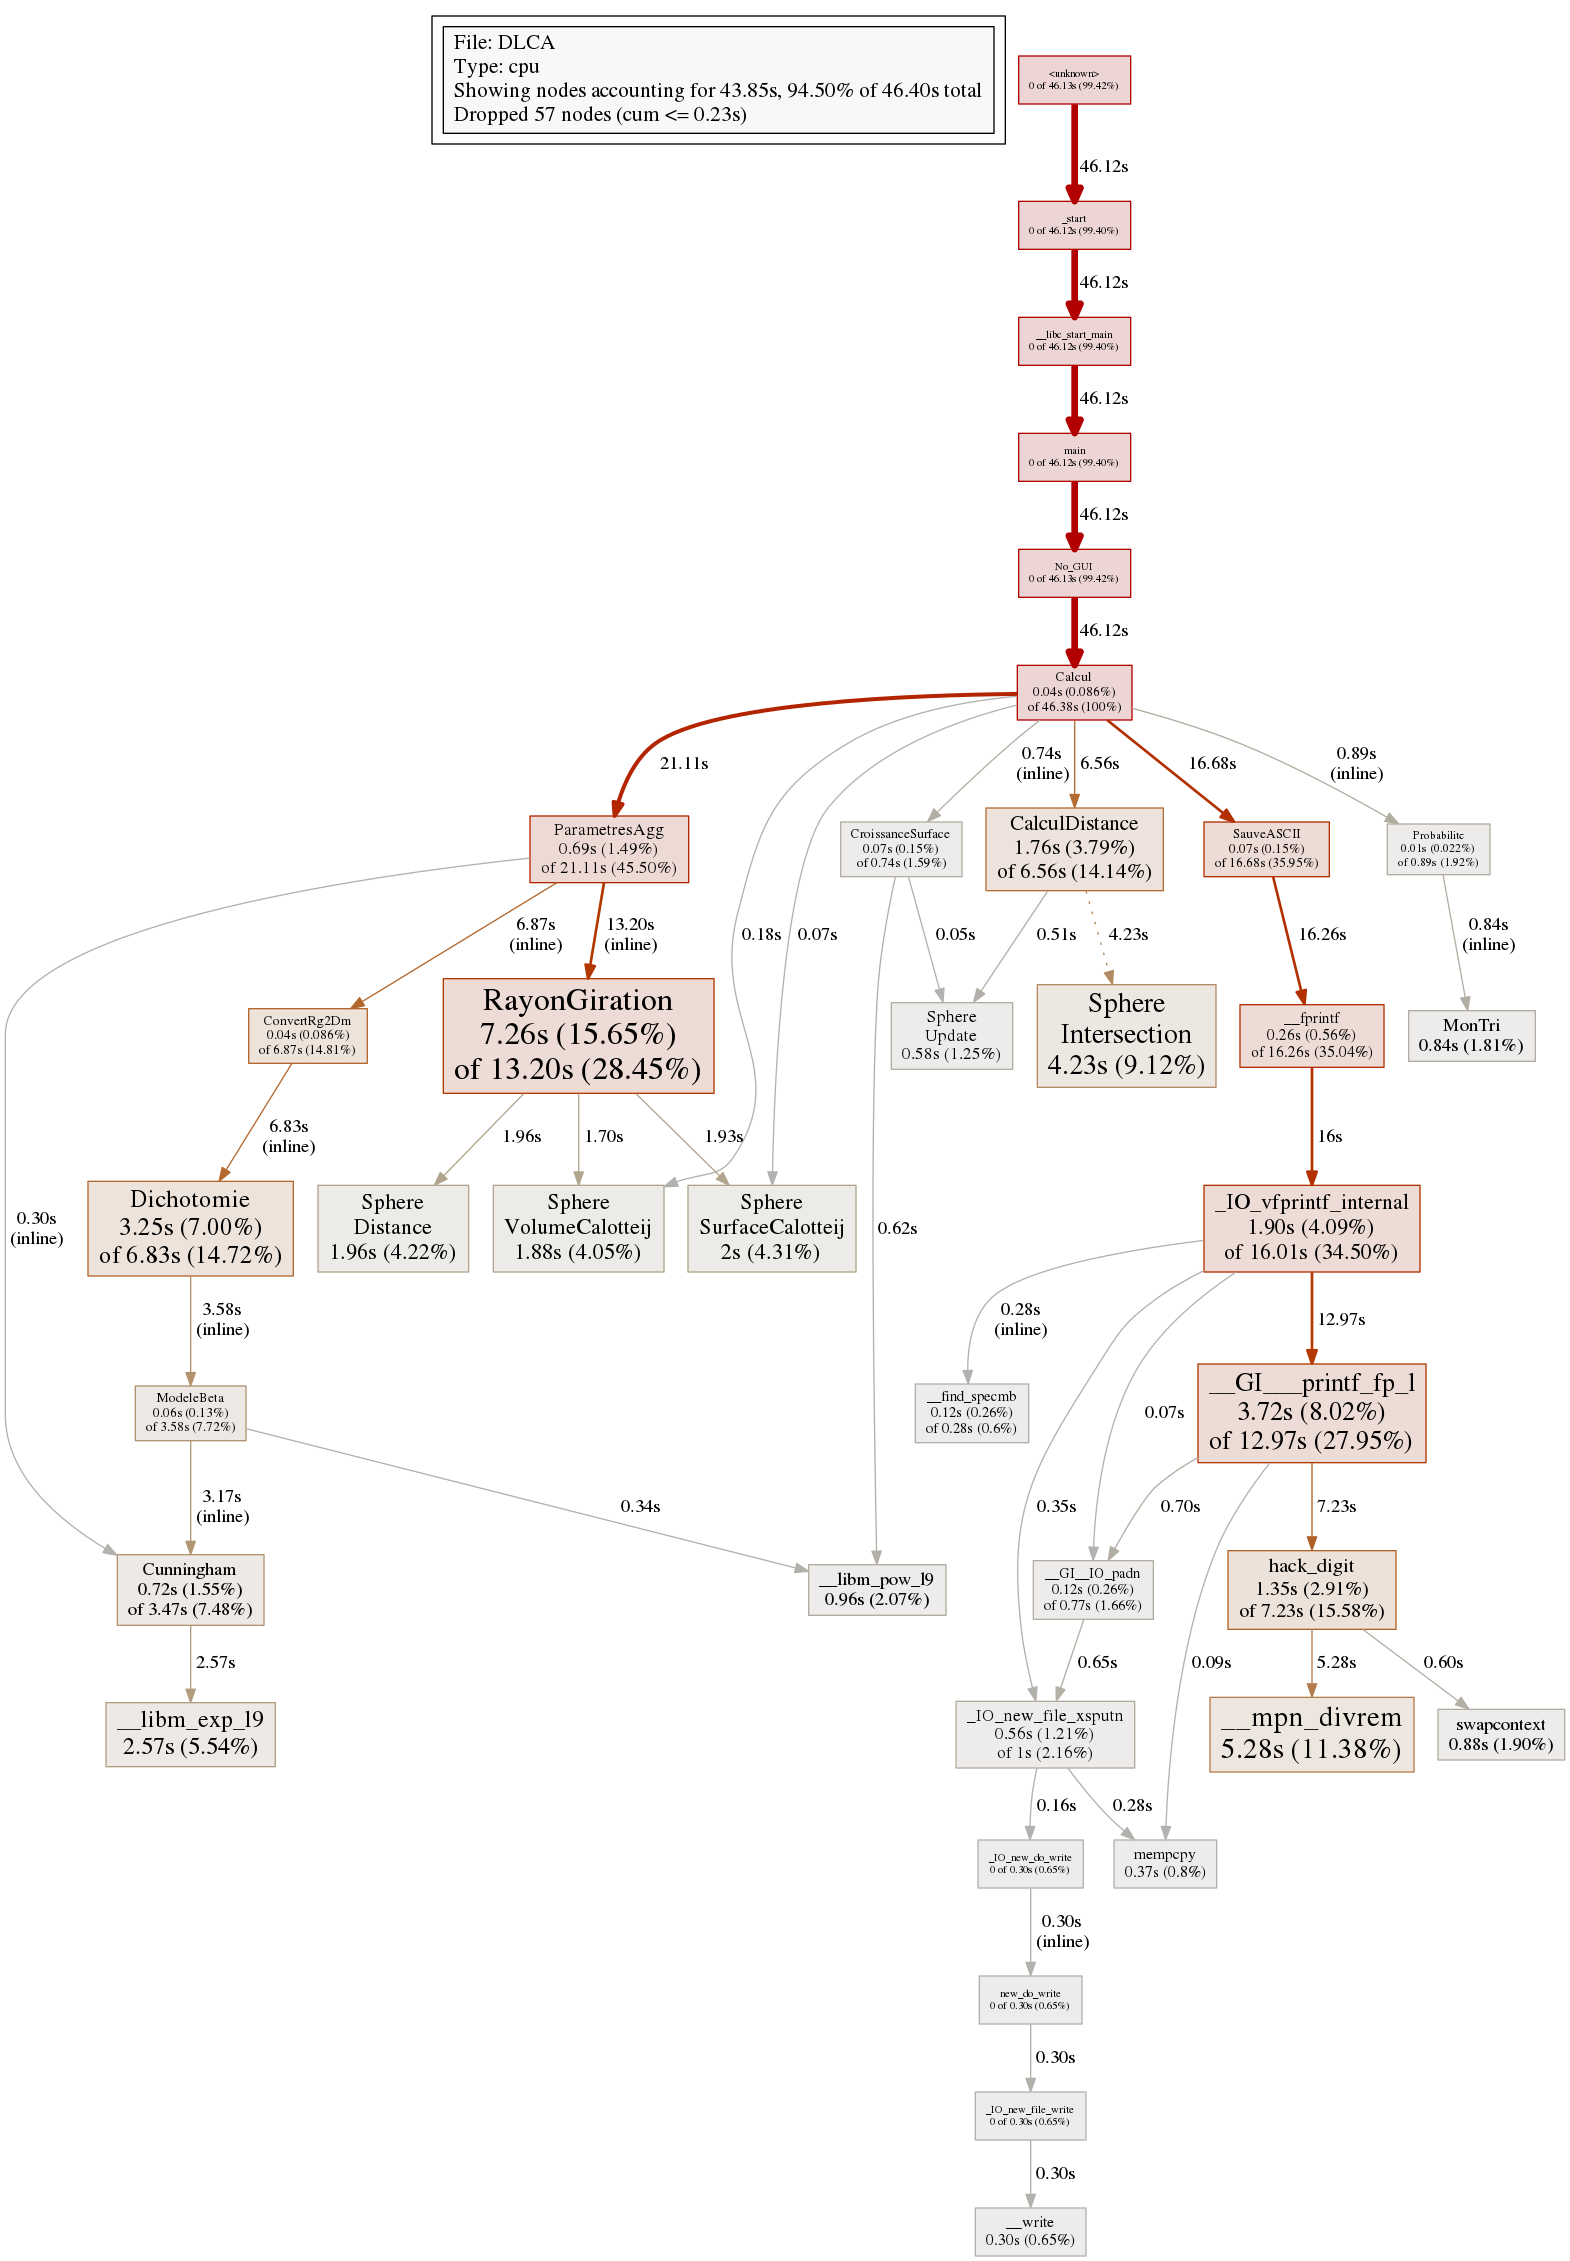 File: DLCA
Type: cpu
Showing nodes accounting for 43.85s, 94.50% of 46.40s total
Dropped 57 nodes (cum <= 0.23s)
<unknown>
0 of 46.13s (99.42%)
46.12s
_start
0 of 46.12s (99.40%)
46.12s
__libc_start_main
0 of 46.12s (99.40%)
46.12s
main
0 of 46.12s (99.40%)
46.12s
No_GUI
0 of 46.13s (99.42%)
46.12s
Calcul
0.04s (0.086%)
of 46.38s (100%)
21.11s
0.74s
(inline)
6.56s
16.68s
0.89s
(inline)
ParametresAgg
0.69s (1.49%)
of 21.11s (45.50%)
CroissanceSurface
0.07s (0.15%)
of 0.74s (1.59%)
CalculDistance
1.76s (3.79%)
of 6.56s (14.14%)
SauveASCII
0.07s (0.15%)
of 16.68s (35.95%)
Probabilite
0.01s (0.022%)
of 0.89s (1.92%)
6.87s
(inline)
13.20s
(inline)
0.18s
0.07s
0.05s
0.51s
4.23s
16.26s
0.84s
(inline)
ConvertRg2Dm
0.04s (0.086%)
of 6.87s (14.81%)
RayonGiration
7.26s (15.65%)
of 13.20s (28.45%)
Sphere
Update
0.58s (1.25%)
Sphere
Intersection
4.23s (9.12%)
__fprintf
0.26s (0.56%)
of 16.26s (35.04%)
MonTri
0.84s (1.81%)
6.83s
(inline)
1.96s
1.70s
1.93s
16s
0.30s
(inline)
Dichotomie
3.25s (7.00%)
of 6.83s (14.72%)
Sphere
Distance
1.96s (4.22%)
Sphere
VolumeCalotteij
1.88s (4.05%)
Sphere
SurfaceCalotteij
2s (4.31%)
0.62s
_IO_vfprintf_internal
1.90s (4.09%)
of 16.01s (34.50%)
3.58s
(inline)
0.28s
(inline)
12.97s
ModeleBeta
0.06s (0.13%)
of 3.58s (7.72%)
__find_specmb
0.12s (0.26%)
of 0.28s (0.6%)
0.07s
__GI___printf_fp_l
3.72s (8.02%)
of 12.97s (27.95%)
3.17s
(inline)
0.34s
0.35s
0.70s
7.23s
Cunningham
0.72s (1.55%)
of 3.47s (7.48%)
__libm_pow_l9
0.96s (2.07%)
__GI__IO_padn
0.12s (0.26%)
of 0.77s (1.66%)
hack_digit
1.35s (2.91%)
of 7.23s (15.58%)
2.57s
0.65s
0.09s
5.28s
0.60s
__libm_exp_l9
2.57s (5.54%)
_IO_new_file_xsputn
0.56s (1.21%)
of 1s (2.16%)
__mpn_divrem
5.28s (11.38%)
swapcontext
0.88s (1.90%)
0.16s
0.28s
_IO_new_do_write
0 of 0.30s (0.65%)
mempcpy
0.37s (0.8%)
0.30s
(inline)
new_do_write
0 of 0.30s (0.65%)
0.30s
_IO_new_file_write
0 of 0.30s (0.65%)
0.30s
__write
0.30s (0.65%)